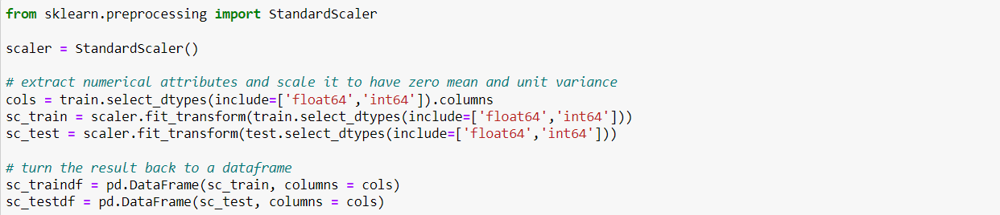 from sklearn.preprocessing import StandardScaler
scaler = StandardScaler()
# extract numerical attributes and scale it to have zero mean and unit variance
cols = train.select_dtypes(include=['float64','int64']).columns
sc_train = scaler.fit_transform(train.select_dtypes(include=['float64','int64']))
sc_test = scaler.fit_transform(test.select_dtypes(include=['float64','int64']))
# turn the result back to a dataframe
sc_traindf = pd.DataFrame(sc_train, columns = cols)
sc_testdf = pd.DataFrame(sc_test, columns = cols)